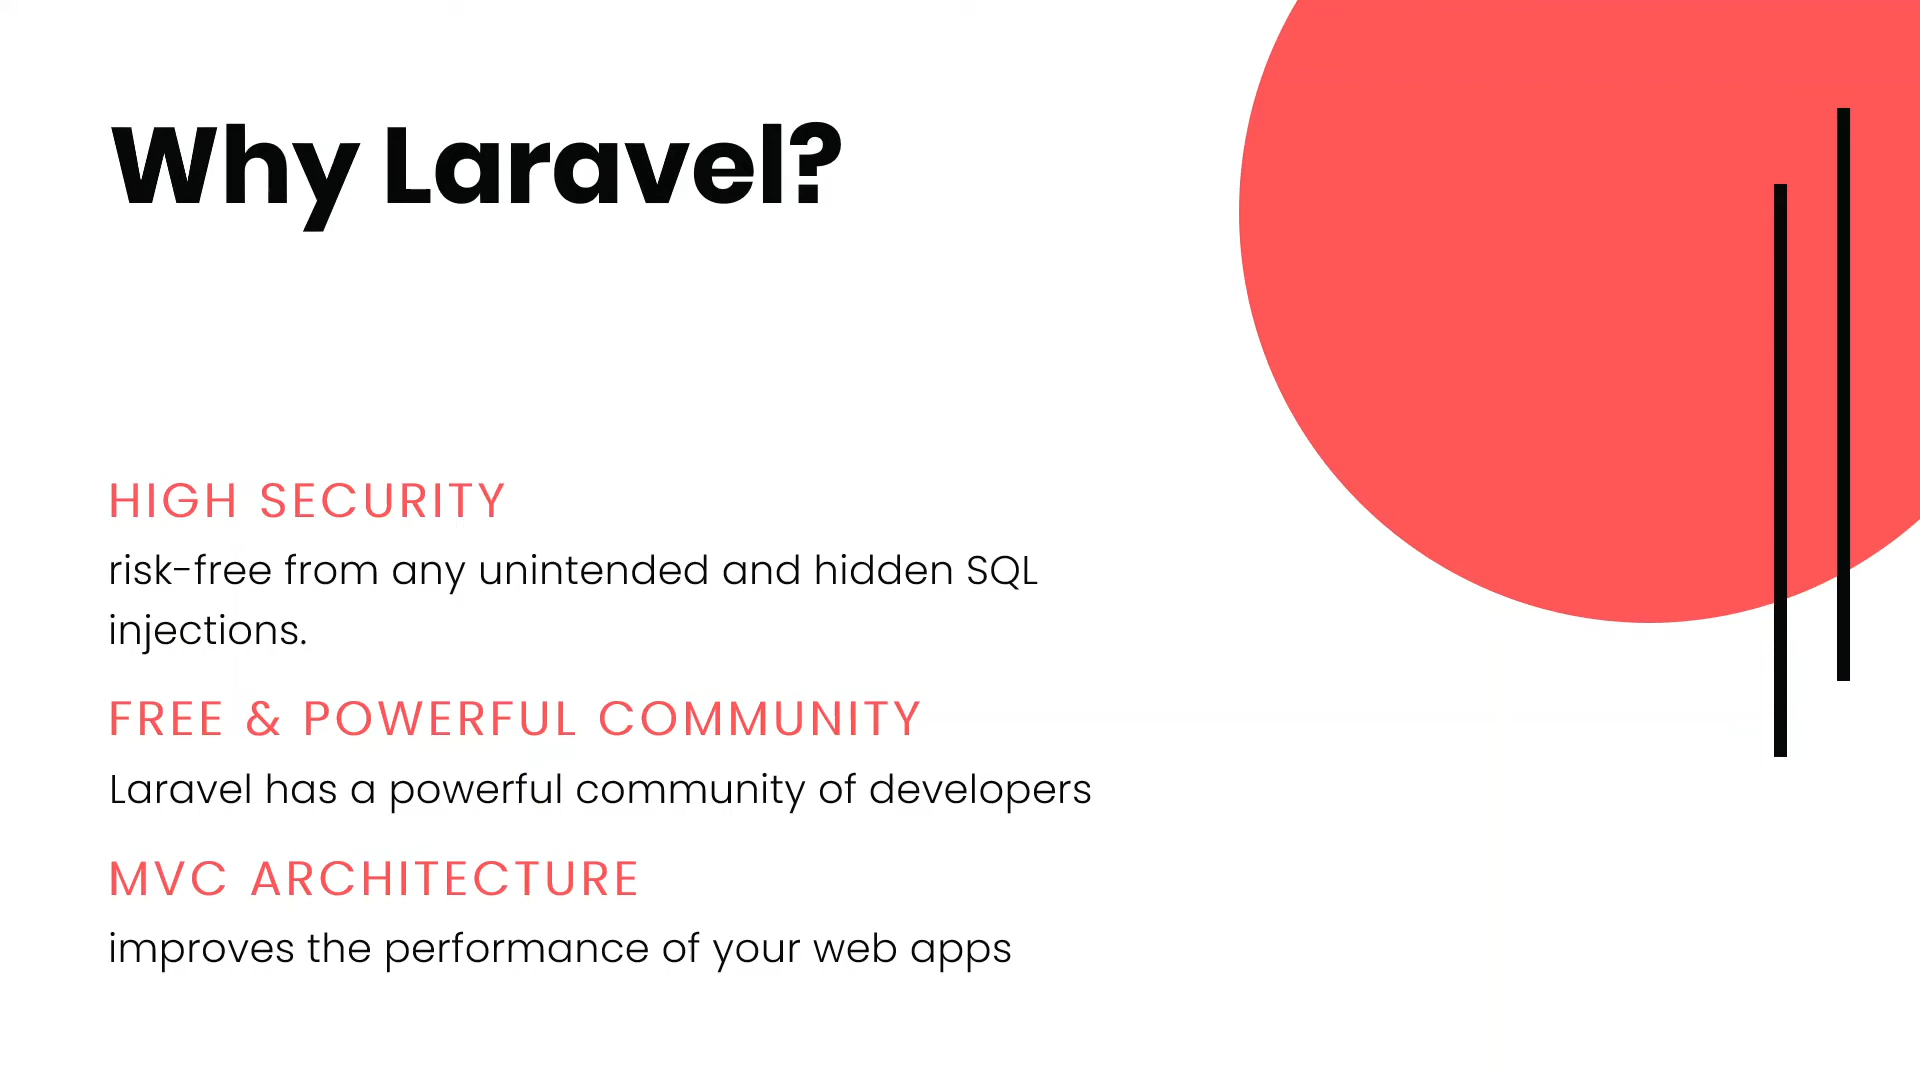 Why Laravel?
HIGH SECURITY
risk-free from any unintended and hidden SQL
injections.
FREE & POWERFUL COMMUNITY
Laravel has a powerful community of developers
MVC ARCHITECTURE
improves the performance of your web apps